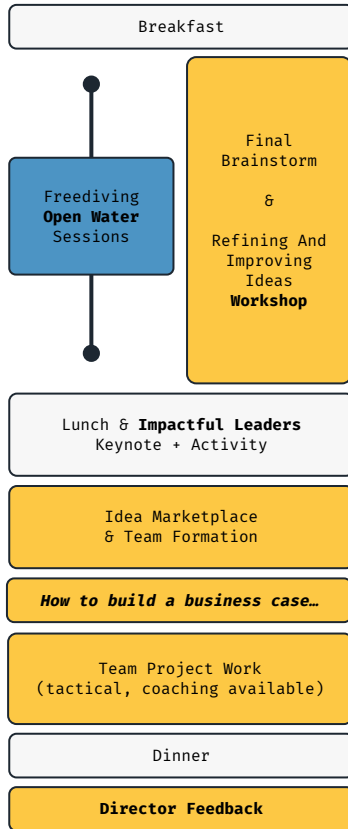 Breakfast
Freediving
Open Water
Sessions
Final
Brainstorm
&
Refining And
Improving
Ideas
Workshop
Lunch & Impactful Leaders
Keynote + Activity
Idea Marketplace
& Team Formation
How to build a business case…
Team Project Work
(tactical, coaching available)
Dinner
Director Feedback